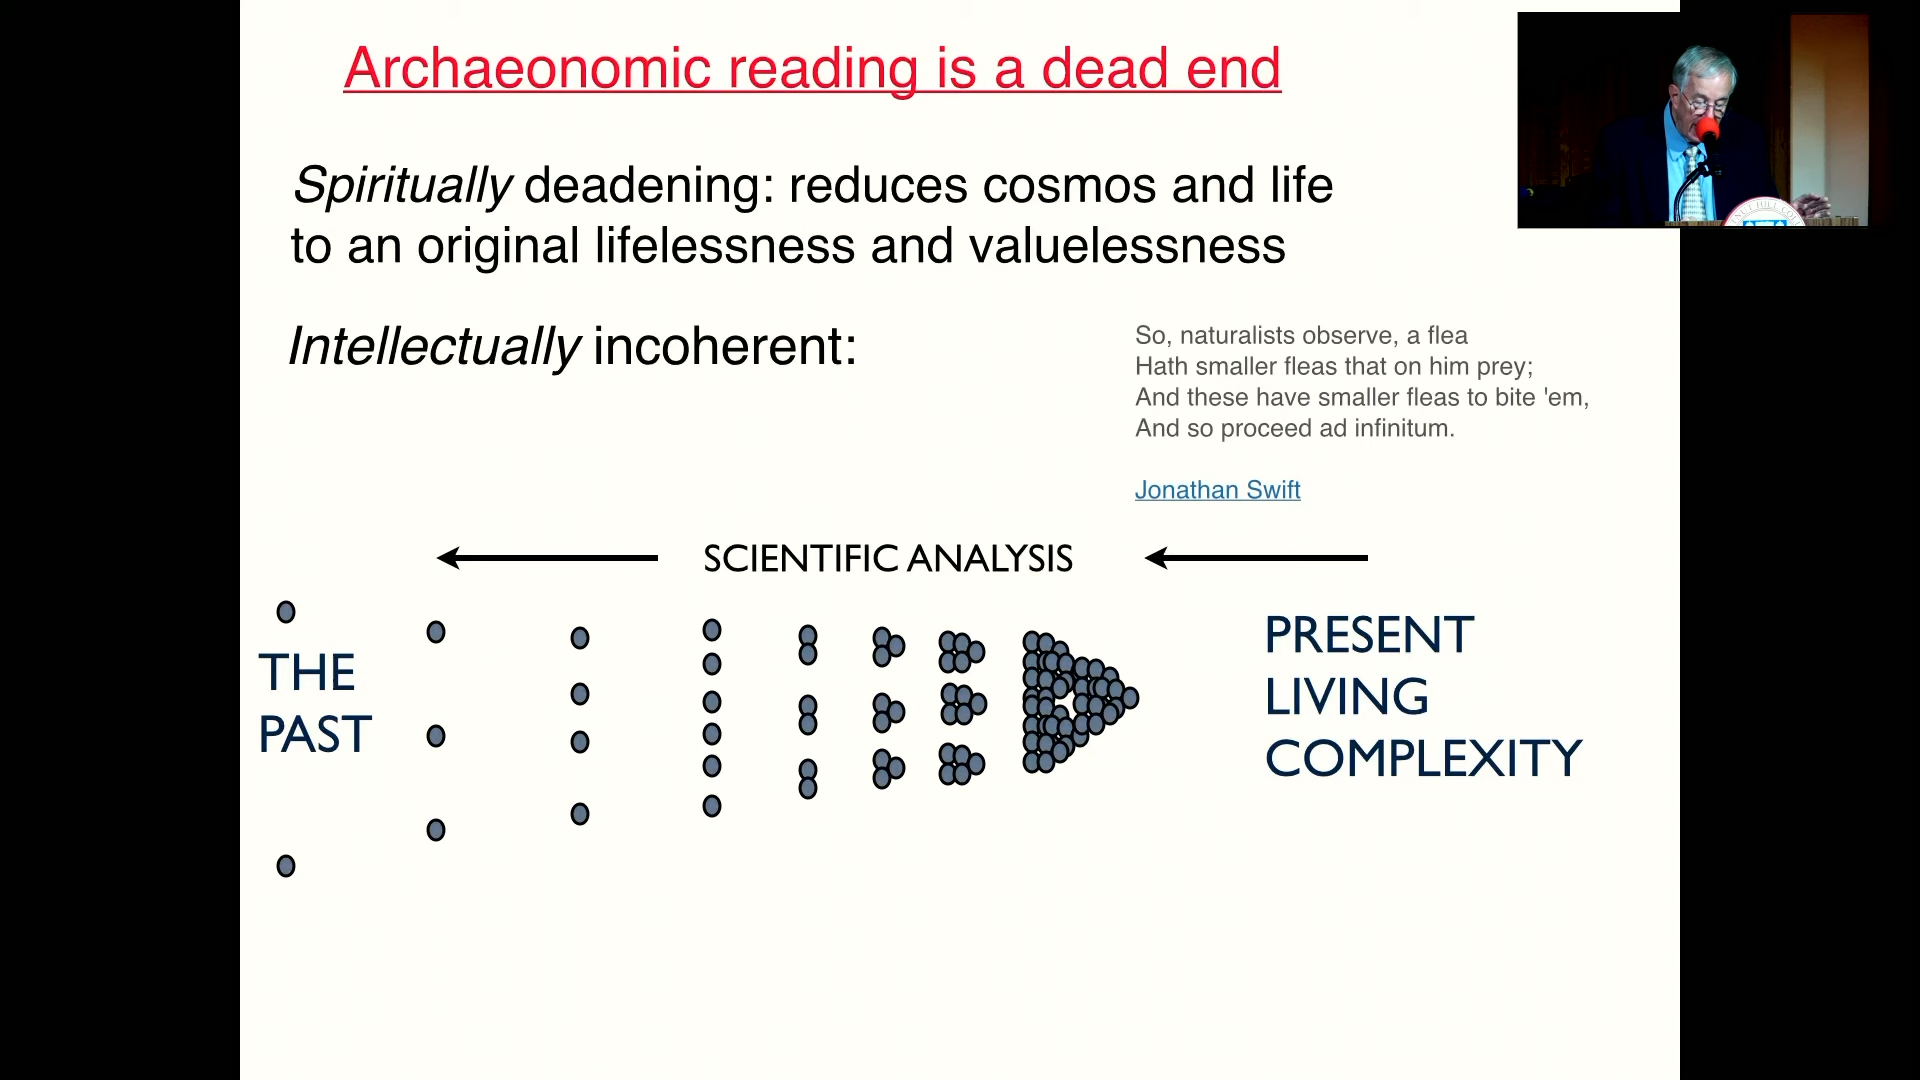 Archaeonomic reading is a dead end
Spiritually deadening: reduces cosmos and life
to an original lifelessness and valuelessness
Intellectually incoherent:
So, naturalists observe, a flea
Hath smaller fleas that on him prey;
And these have smaller fleas to bite 'em,
And so proceed ad infinitum.
Jonathan Swift
SCIENTIFIC ANALYSIS
THE
PAST
PRESENT
LIVING
COMPLEXITY